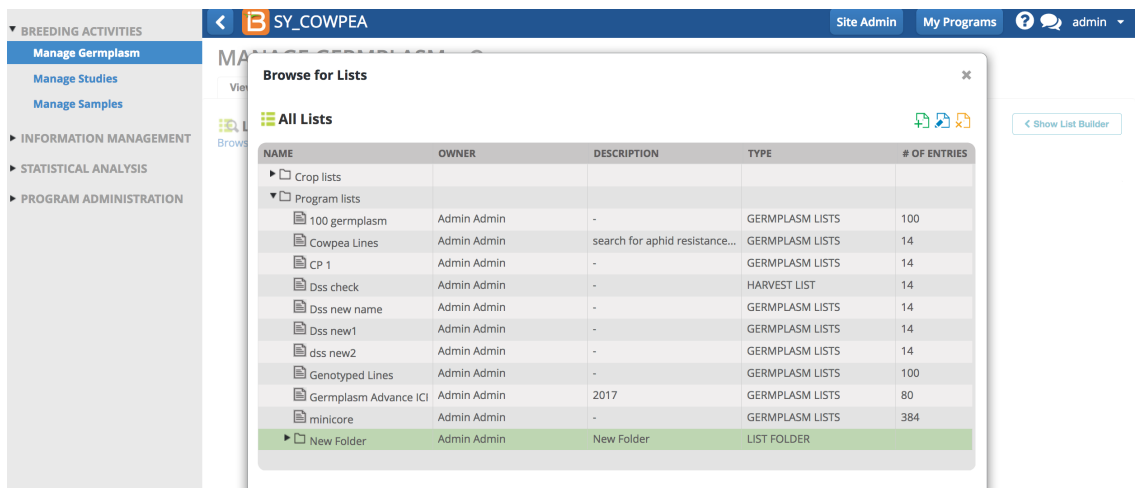 BREEDING ACTIVITIES
Manage Germplasm
Manage Studies
Manage Samples
INFORMATION MANAGEMENT
STATISTICAL ANALYSIS
PROGRAM ADMINISTRATION
iB SY_COWPEA Site Admin My Programs ? admin
Browse for Lists ×
All Lists
< Show List Builder
NAME OWNER DESCRIPTION TYPE # OF ENTRIES
Crop lists
Program lists
100 germplasm Admin Admin - GERMPLASM LISTS 100
Cowpea Lines Admin Admin search for aphid resistance... GERMPLASM LISTS 14
CP 1 Admin Admin - GERMPLASM LISTS 14
Dss check Admin Admin - HARVEST LIST 14
Dss new name Admin Admin - GERMPLASM LISTS 14
Dss new1 Admin Admin - GERMPLASM LISTS 14
dss new2 Admin Admin - GERMPLASM LISTS 14
Genotyped Lines Admin Admin - GERMPLASM LISTS 100
Germplasm Advance ICI Admin Admin 2017 GERMPLASM LISTS 80
minicore Admin Admin - GERMPLASM LISTS 384
New Folder Admin Admin New Folder LIST FOLDER